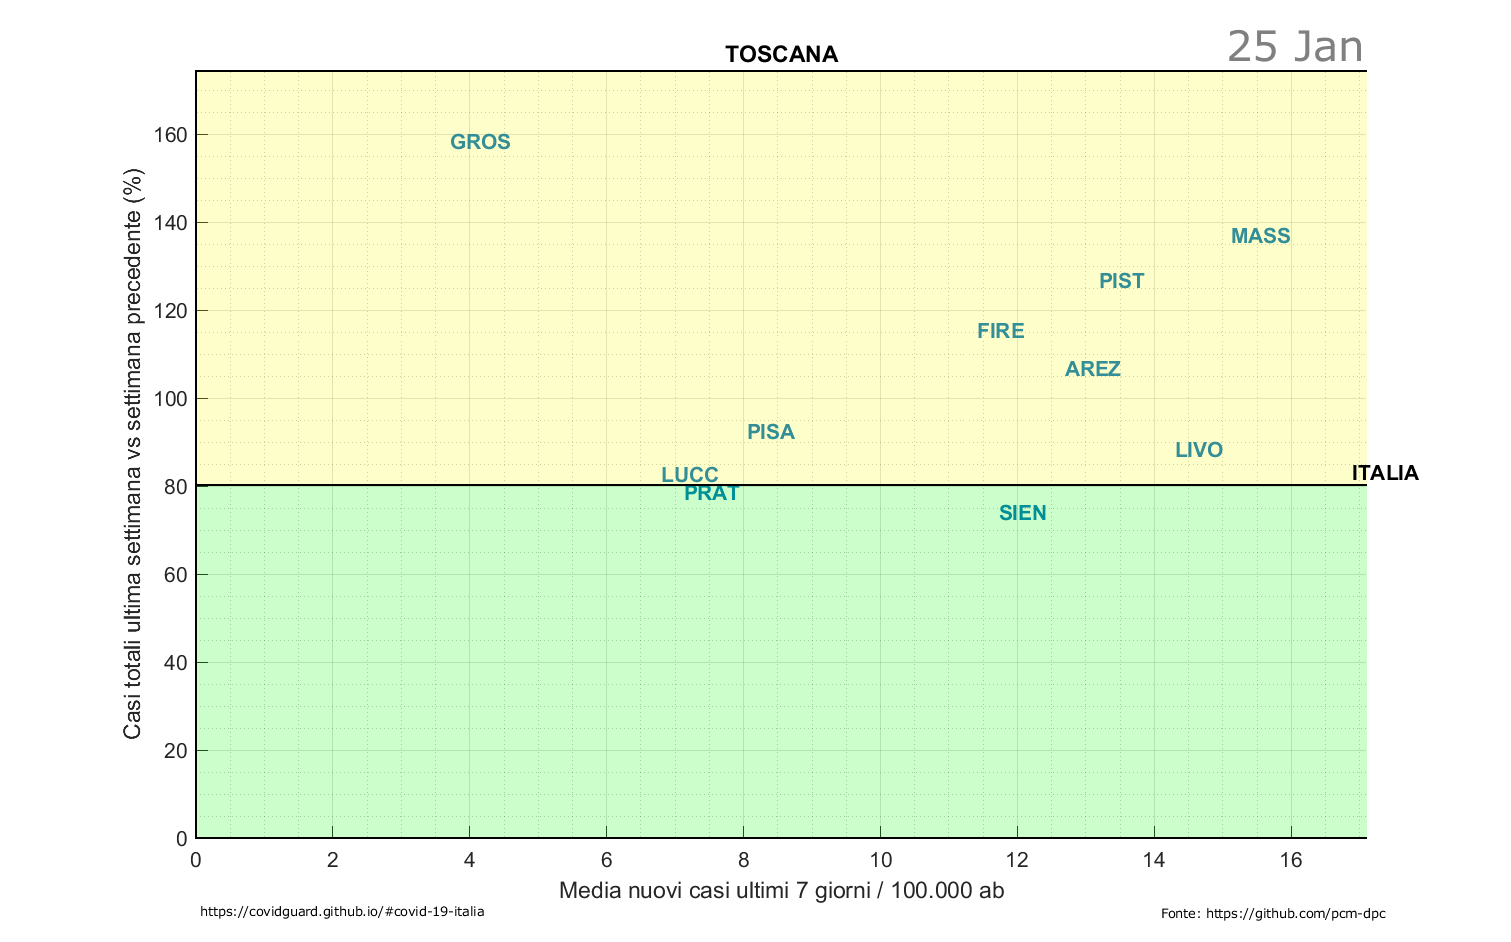 25 Jan
TOSCANA
Casi totali ultima settimana vs settimana precedente (%)
160
140
120
100
80
60
40
20
0
GROS
MASS
PIST
FIRE
AREZ
PISA
LIVO
LUCC
ITALIA
PRAT
SIEN
0 2 4 6 8 10 12 14 16
Media nuovi casi ultimi 7 giorni / 100.000 ab
https://covidguard.github.io/#covid-19-italia
Fonte: https://github.com/pcm-dpc